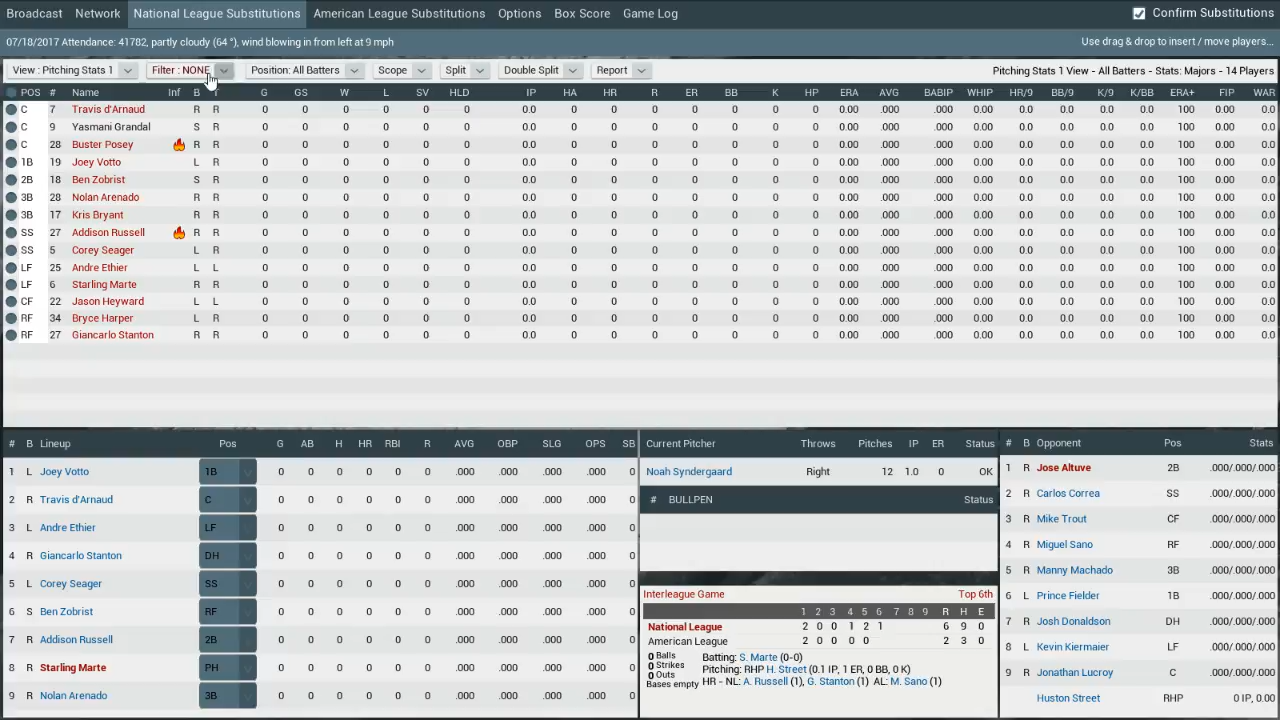 Broadcast Network National League Substitutions American League Substitutions Options Box Score Game Log Confirm Substitutions
07/18/2017 Attendance: 41782, partly cloudy (64 °), wind blowing in from left at 9 mph Use drag & drop to insert / move players...
View : Pitching Stats 1 Filter : NONE Position: All Batters Scope Split Double Split Report Pitching Stats 1 View - All Batters - Stats: Majors - 14 Players
POS # Name Inf B T G GS W L SV HLD IP HA HR R ER BB K HP ERA AVG BABIP WHIP HR/9 BB/9 K/9 K/BB ERA+ FIP WAR
C 7 Travis d'Arnaud R R 0 0 0 0 0 0 0.0 0 0 0 0 0 0 0 0.00 .000 .000 0.00 0.0 0.0 0.0 0.0 100 0.00 0.0
C 9 Yasmani Grandal S R 0 0 0 0 0 0 0.0 0 0 0 0 0 0 0 0.00 .000 .000 0.00 0.0 0.0 0.0 0.0 100 0.00 0.0
C 28 Buster Posey R R 0 0 0 0 0 0 0.0 0 0 0 0 0 0 0 0.00 .000 .000 0.00 0.0 0.0 0.0 0.0 100 0.00 0.0
1B 19 Joey Votto L R 0 0 0 0 0 0 0.0 0 0 0 0 0 0 0 0.00 .000 .000 0.00 0.0 0.0 0.0 0.0 100 0.00 0.0
2B 18 Ben Zobrist S R 0 0 0 0 0 0 0.0 0 0 0 0 0 0 0 0.00 .000 .000 0.00 0.0 0.0 0.0 0.0 100 0.00 0.0
3B 28 Nolan Arenado R R 0 0 0 0 0 0 0.0 0 0 0 0 0 0 0 0.00 .000 .000 0.00 0.0 0.0 0.0 0.0 100 0.00 0.0
3B 17 Kris Bryant R R 0 0 0 0 0 0 0.0 0 0 0 0 0 0 0 0.00 .000 .000 0.00 0.0 0.0 0.0 0.0 100 0.00 0.0
SS 27 Addison Russell R R 0 0 0 0 0 0 0.0 0 0 0 0 0 0 0 0.00 .000 .000 0.00 0.0 0.0 0.0 0.0 100 0.00 0.0
SS 5 Corey Seager L R 0 0 0 0 0 0 0.0 0 0 0 0 0 0 0 0.00 .000 .000 0.00 0.0 0.0 0.0 0.0 100 0.00 0.0
LF 25 Andre Ethier L L 0 0 0 0 0 0 0.0 0 0 0 0 0 0 0 0.00 .000 .000 0.00 0.0 0.0 0.0 0.0 100 0.00 0.0
LF 6 Starling Marte R R 0 0 0 0 0 0 0.0 0 0 0 0 0 0 0 0.00 .000 .000 0.00 0.0 0.0 0.0 0.0 100 0.00 0.0
CF 22 Jason Heyward L L 0 0 0 0 0 0 0.0 0 0 0 0 0 0 0 0.00 .000 .000 0.00 0.0 0.0 0.0 0.0 100 0.00 0.0
RF 34 Bryce Harper L R 0 0 0 0 0 0 0.0 0 0 0 0 0 0 0 0.00 .000 .000 0.00 0.0 0.0 0.0 0.0 100 0.00 0.0
RF 27 Giancarlo Stanton R R 0 0 0 0 0 0 0.0 0 0 0 0 0 0 0 0.00 .000 .000 0.00 0.0 0.0 0.0 0.0 100 0.00 0.0
# B Lineup Pos G AB H HR RBI R AVG OBP SLG OPS SB
1 L Joey Votto 1B 0 0 0 0 0 0 .000 .000 .000 .000 0
2 R Travis d'Arnaud C 0 0 0 0 0 0 .000 .000 .000 .000 0
3 L Andre Ethier LF 0 0 0 0 0 0 .000 .000 .000 .000 0
4 R Giancarlo Stanton DH 0 0 0 0 0 0 .000 .000 .000 .000 0
5 L Corey Seager SS 0 0 0 0 0 0 .000 .000 .000 .000 0
6 S Ben Zobrist RF 0 0 0 0 0 0 .000 .000 .000 .000 0
7 R Addison Russell 2B 0 0 0 0 0 0 .000 .000 .000 .000 0
8 R Starling Marte PH 0 0 0 0 0 0 .000 .000 .000 .000 0
9 R Nolan Arenado 3B 0 0 0 0 0 0 .000 .000 .000 .000 0
Current Pitcher Throws Pitches IP ER Status
Noah Syndergaard Right 12 1.0 0 OK
# BULLPEN Status
Interleague Game Top 6th
1 2 3 4 5 6 7 8 9 R H E
National League 2 0 0 1 2 1 6 9 0
American League 2 0 0 0 0 2 3 0
0 Balls
0 Strikes
0 Outs
Bases empty
Batting: S. Marte (0-0)
Pitching: RHP H. Street (0.1 IP, 1 ER, 0 BB, 0 K)
HR - NL: A. Russell (1), G. Stanton (1) AL: M. Sano (1)
# B Opponent Pos Stats
1 R Jose Altuve 2B .000/.000/.000
2 R Carlos Correa SS .000/.000/.000
3 R Mike Trout CF .000/.000/.000
4 R Miguel Sano RF .000/.000/.000
5 R Manny Machado 3B .000/.000/.000
6 L Prince Fielder 1B .000/.000/.000
7 R Josh Donaldson DH .000/.000/.000
8 L Kevin Kiermaier LF .000/.000/.000
9 R Jonathan Lucroy C .000/.000/.000
Huston Street RHP 0 IP, 0.00